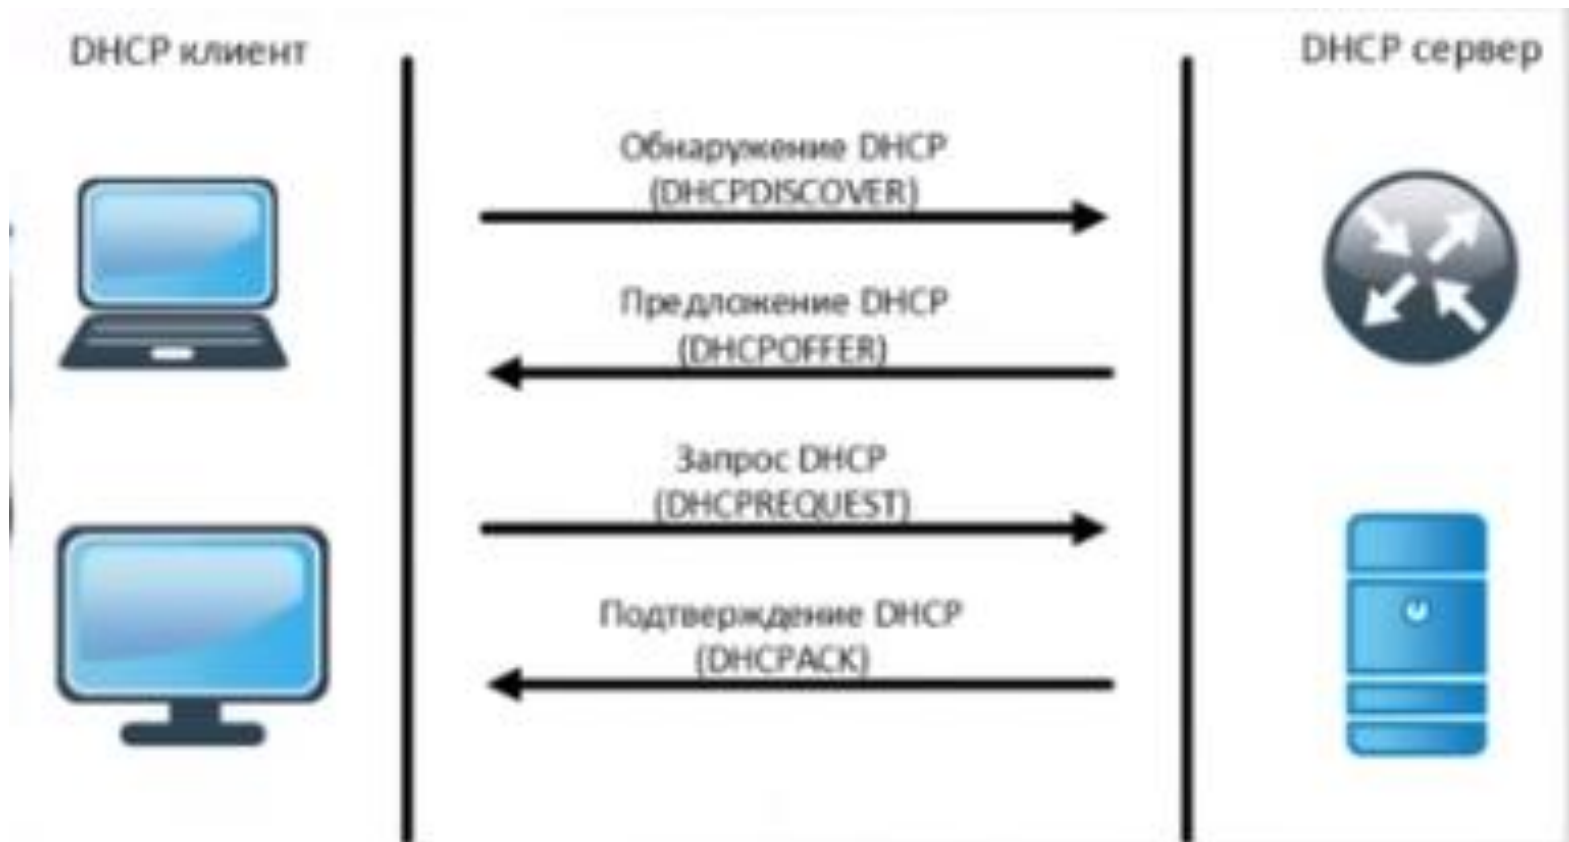 DHCP клиент
DHCP сервер
Обнаружение DHCP
(DHCPDISCOVER)
Предложение DHCP
(DHCPOFFER)
Запрос DHCP
(DHCPREQUEST)
Подтверждение DHCP
(DHCPACK)